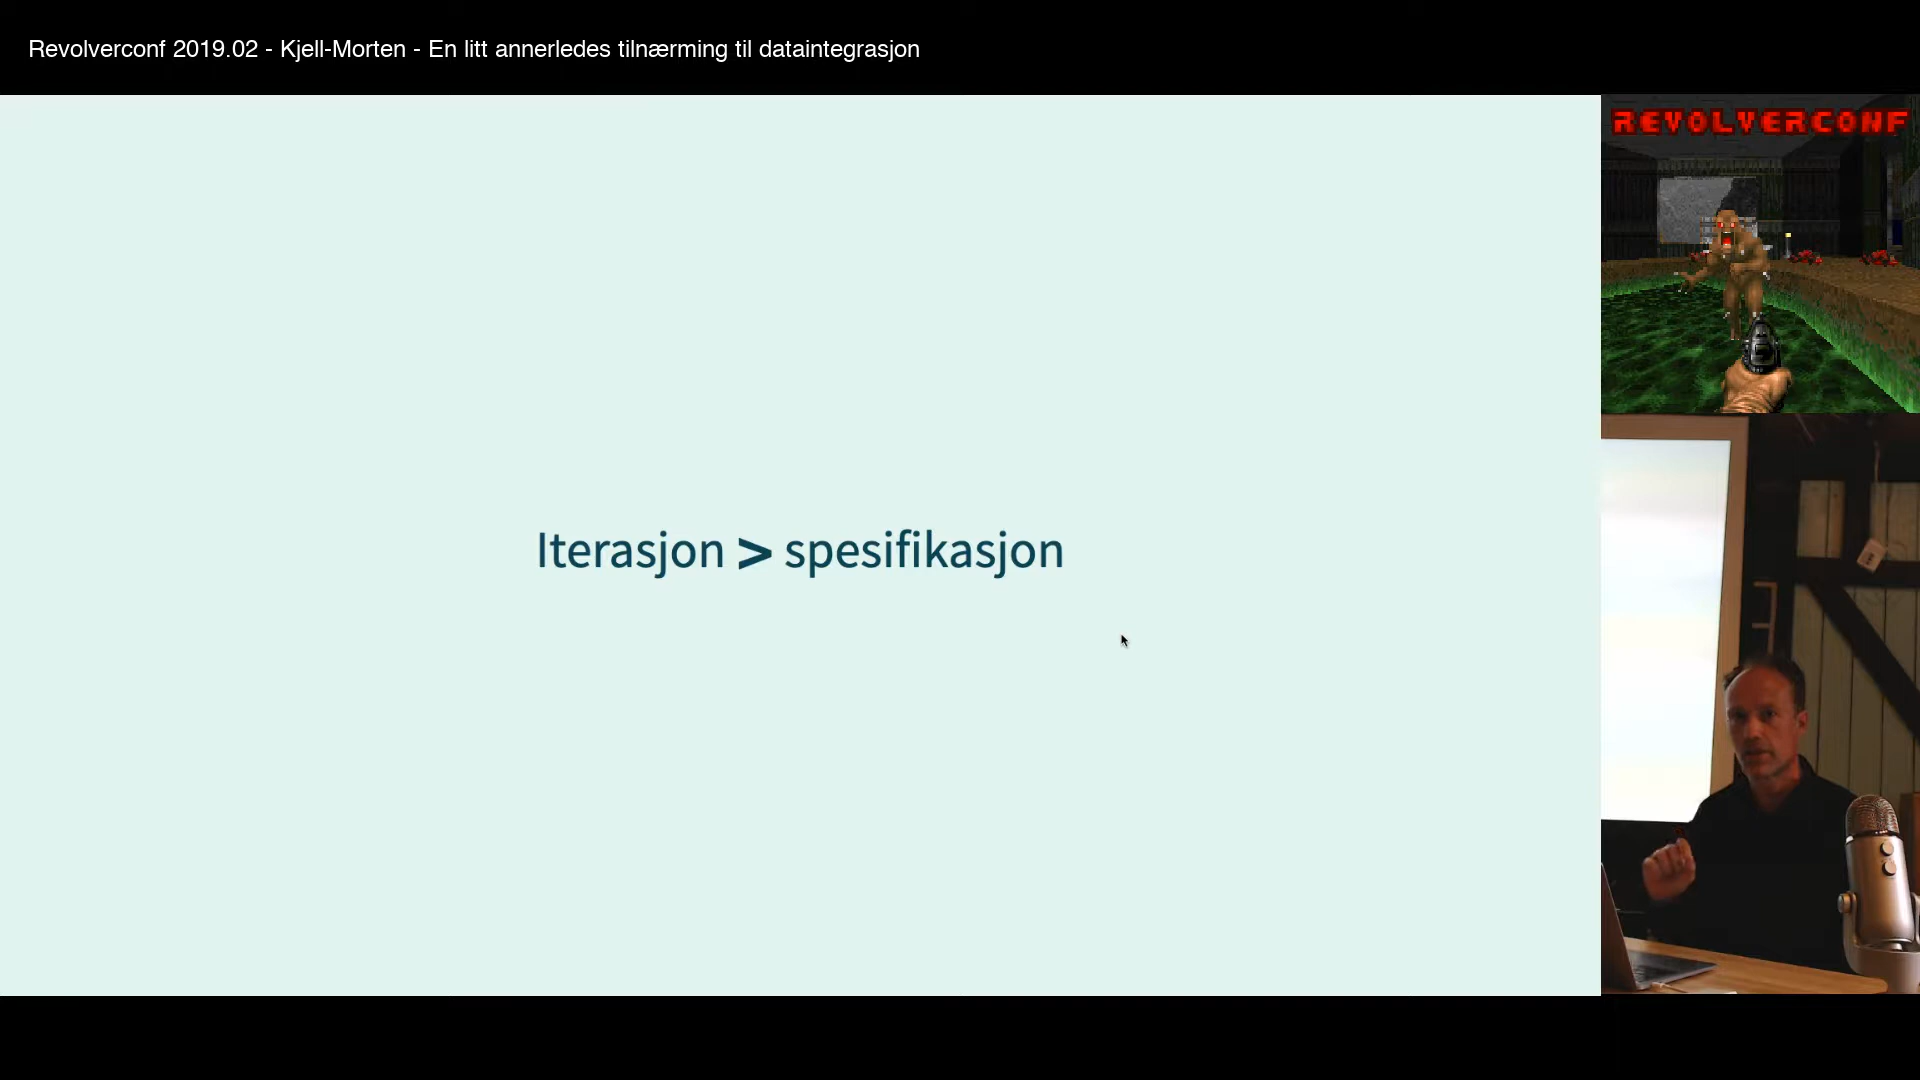 Revolverconf 2019.02 - Kjell-Morten - En litt annerledes tilnærming til dataintegrasjon
REVOLVERCONF
Iterasjon > spesifikasjon